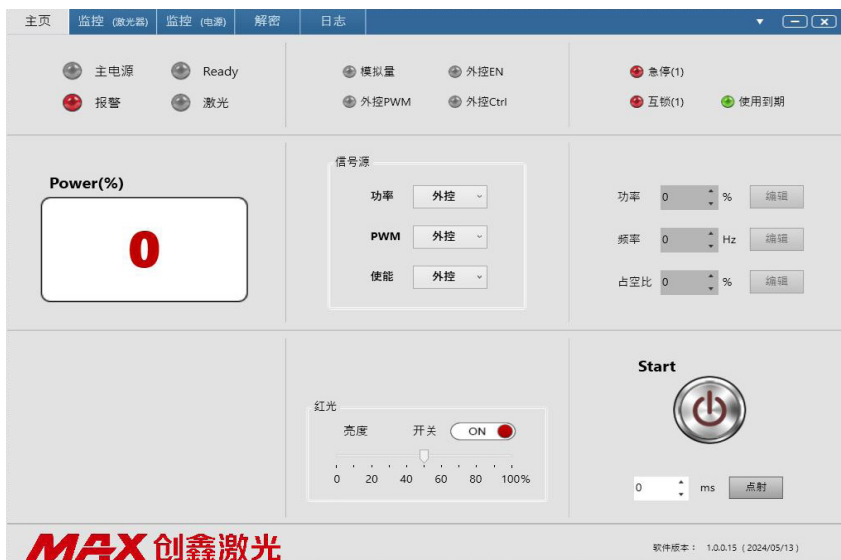 主页 监控 (激光器) 监控 (电源) 解密 日志
主电源 Ready
报警 激光
模拟量 外控EN
外控PWM 外控Ctrl
急停(1)
互锁(1) 使用到期
Power(%)
0
信号源
功率 外控
PWM 外控
使能 外控
功率 0 % 编辑
频率 0 Hz 编辑
占空比 0 % 编辑
红光
亮度 开关 ON
0 20 40 60 80 100%
Start
0 ms 点射
MAX 创鑫激光
软件版本： 1.0.0.15 ( 2024/05/13 )